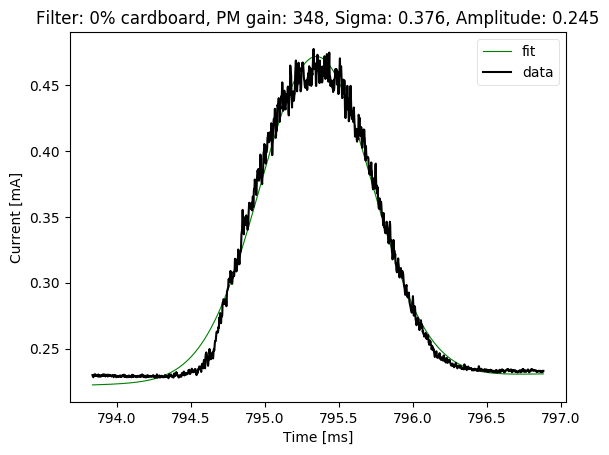 Filter: 0% cardboard, PM gain: 348, Sigma: 0.376, Amplitude: 0.245
fit
data
0.45
0.40
0.35
0.30
0.25
Current [mA]
794.0 794.5 795.0 795.5 796.0 796.5 797.0
Time [ms]